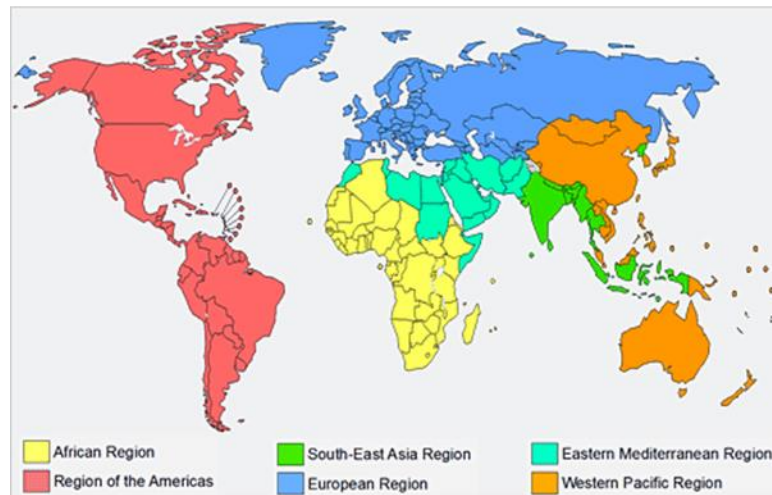 African Region
South-East Asia Region
Eastern Mediterranean Region
Region of the Americas
European Region
Western Pacific Region